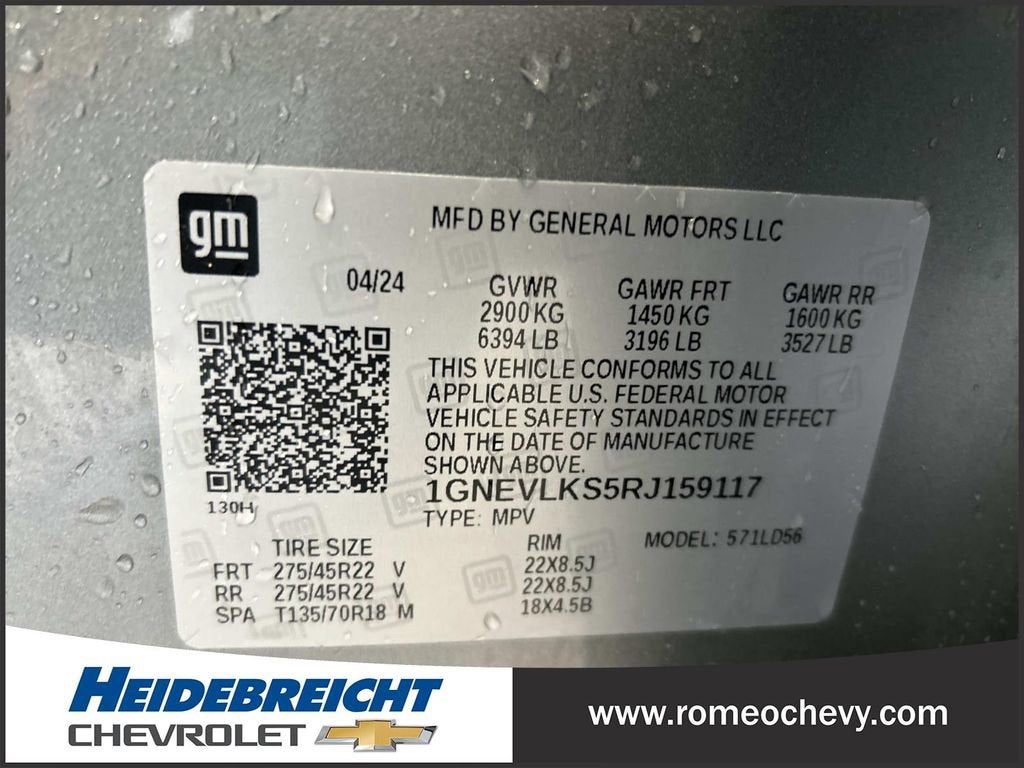 gm
MFD BY GENERAL MOTORS LLC
04/24
GVWR GAWR FRT GAWR RR
2900 KG 1450 KG 1600 KG
6394 LB 3196 LB 3527 LB
THIS VEHICLE CONFORMS TO ALL
APPLICABLE U.S. FEDERAL MOTOR
VEHICLE SAFETY STANDARDS IN EFFECT
ON THE DATE OF MANUFACTURE
SHOWN ABOVE.
130H
1GNEVLKS5RJ159117
TYPE: MPV
TIRE SIZE RIM MODEL: 571LD56
FRT 275/45R22 V 22X8.5J
RR 275/45R22 V 22X8.5J
SPA T135/70R18 M 18X4.5B
HEIDEBREICHT
CHEVROLET
www.romeochevy.com